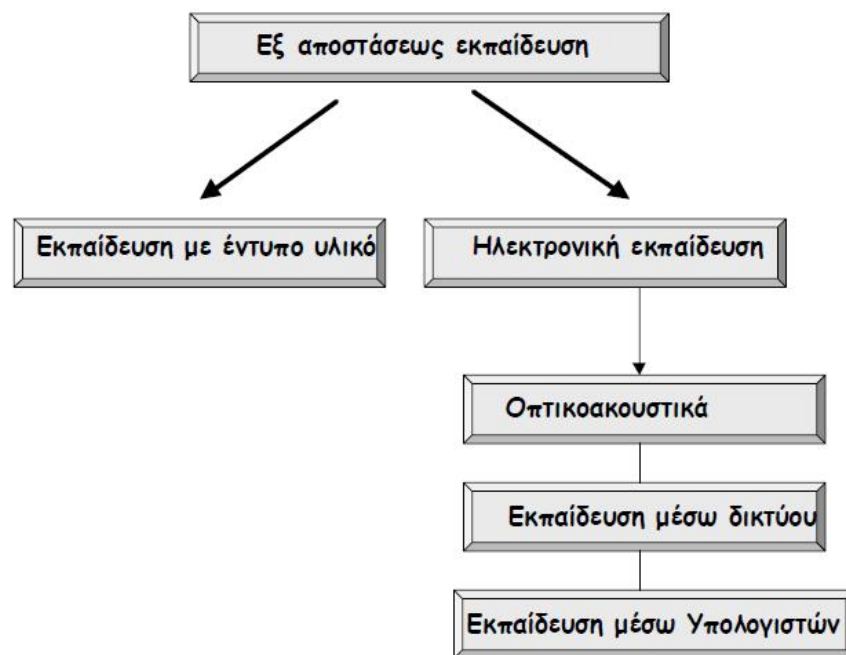 Εξ αποστάσεως εκπαίδευση
Εκπαίδευση με έντυπο υλικό
Ηλεκτρονική εκπαίδευση
Οπτικοακουστικά
Εκπαίδευση μέσω δικτύου
Εκπαίδευση μέσω Υπολογιστών